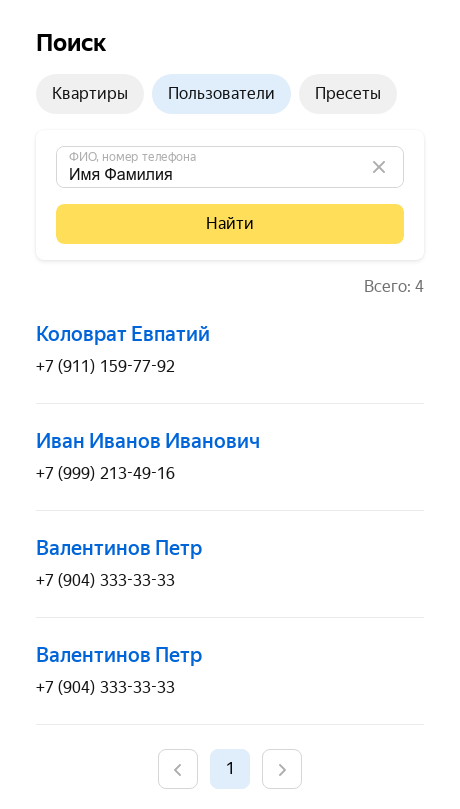 Поиск
Квартиры Пользователи Пресеты
ФИО, номер телефона
Имя Фамилия
Найти
Всего: 4
Коловрат Евпатий
+7 (911) 159-77-92
Иван Иванов Иванович
+7 (999) 213-49-16
Валентинов Петр
+7 (904) 333-33-33
Валентинов Петр
+7 (904) 333-33-33
1